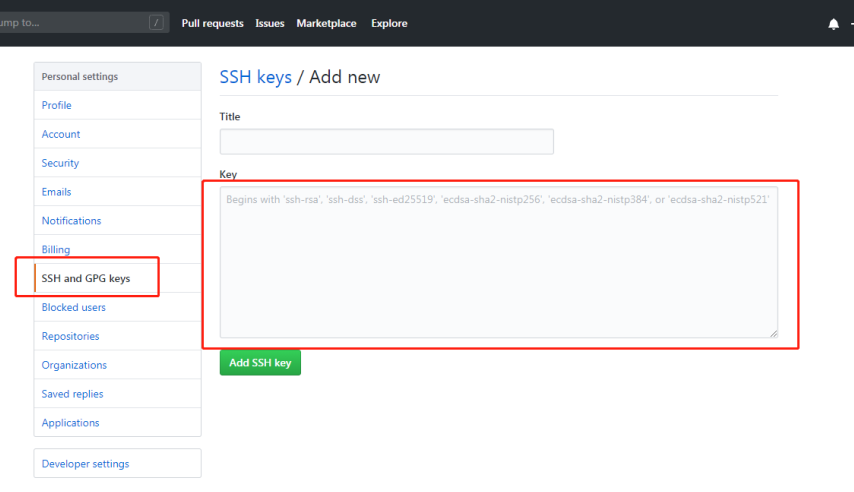 ump to... /
Pull requests Issues Marketplace Explore
Personal settings
Profile
Account
Security
Emails
Notifications
Billing
SSH and GPG keys
Blocked users
Repositories
Organizations
Saved replies
Applications
Developer settings
SSH keys / Add new
Title
Key
Begins with 'ssh-rsa', 'ssh-dss', 'ssh-ed25519', 'ecdsa-sha2-nistp256', 'ecdsa-sha2-nistp384', or 'ecdsa-sha2-nistp521'
Add SSH key